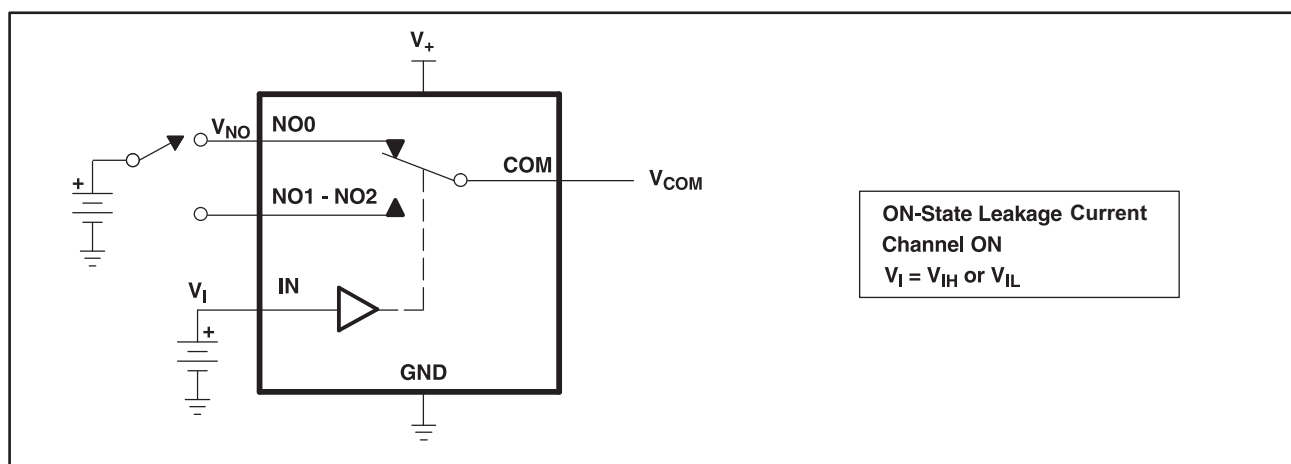 V+
VNO
NO0
COM
VCOM
+
NO1 - NO2
VI
IN
+
GND
ON-State Leakage Current
Channel ON
VI = VIH or VIL